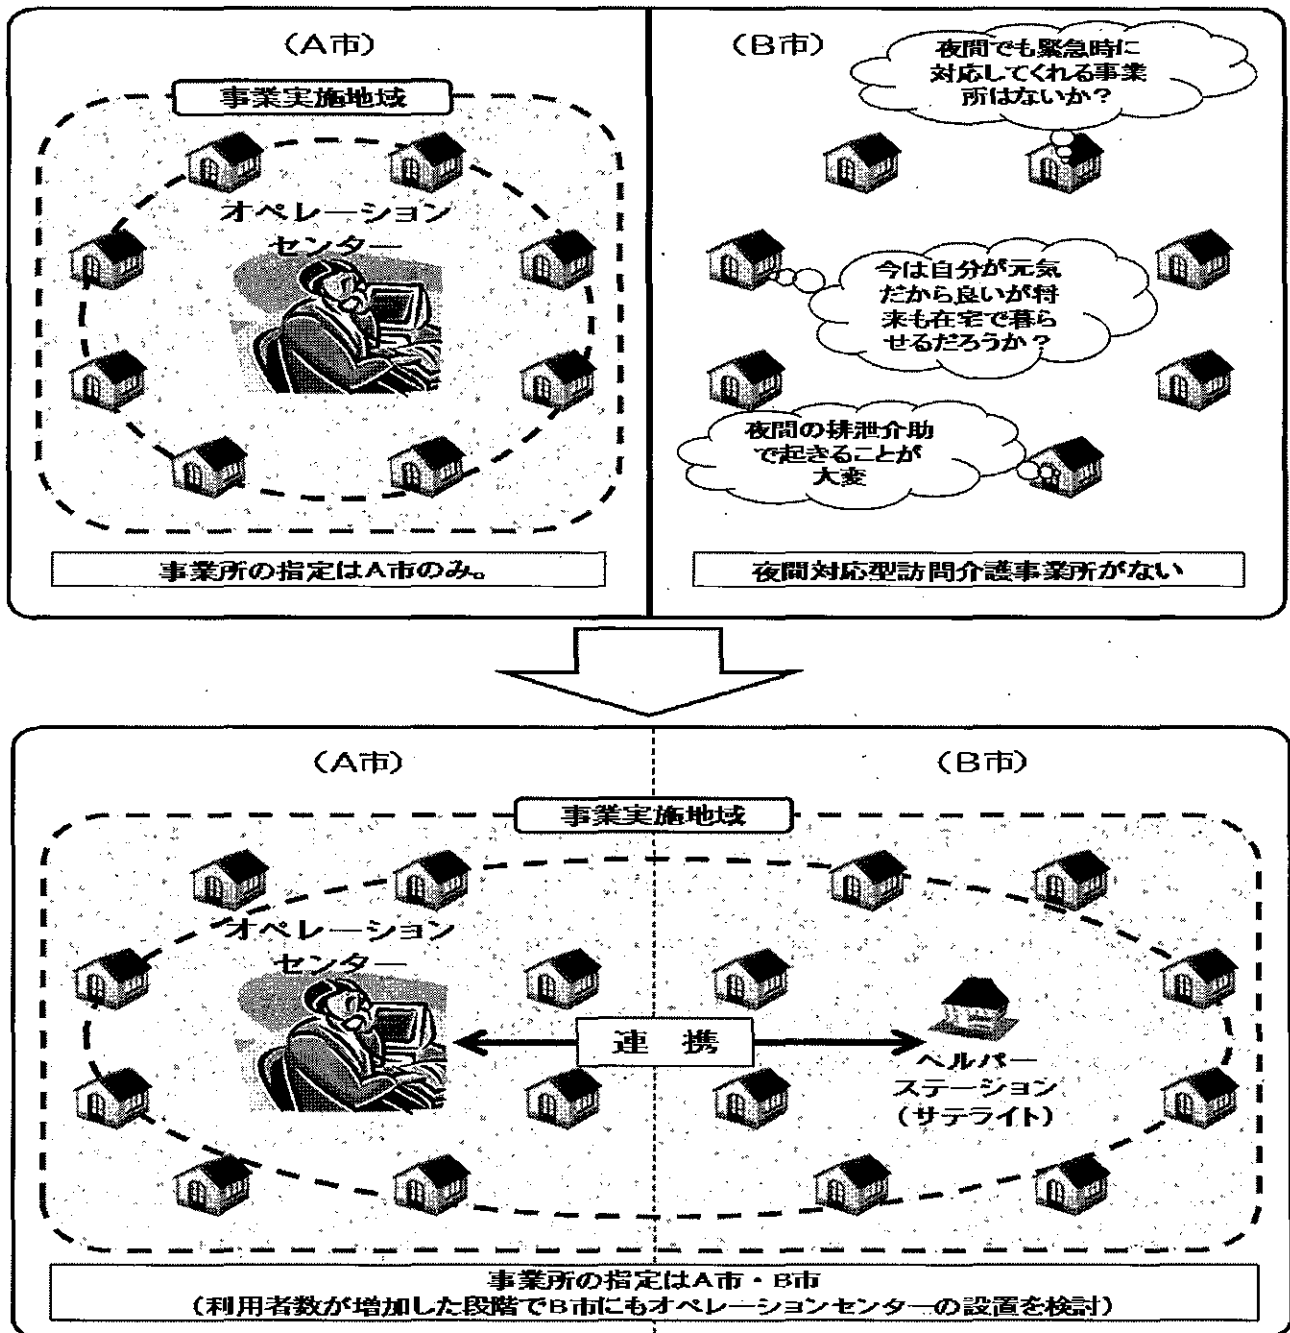 （A市）
事業実施地域
オペレーション
センター
事業所の指定はA市のみ。
（B市）
夜間でも緊急時に
対応してくれる事業
所はないか？
今は自分が元気
だから良いが将
来も在宅で暮ら
せるだろうか？
夜間の排泄介助
で起きることが
大変
夜間対応型訪問介護事業所がない
（A市）
（B市）
事業実施地域
オペレーション
センター
連　携
ヘルパー
ステーション
（サテライト）
事業所の指定はA市・B市
（利用者数が増加した段階でB市にもオペレーションセンターの設置を検討）